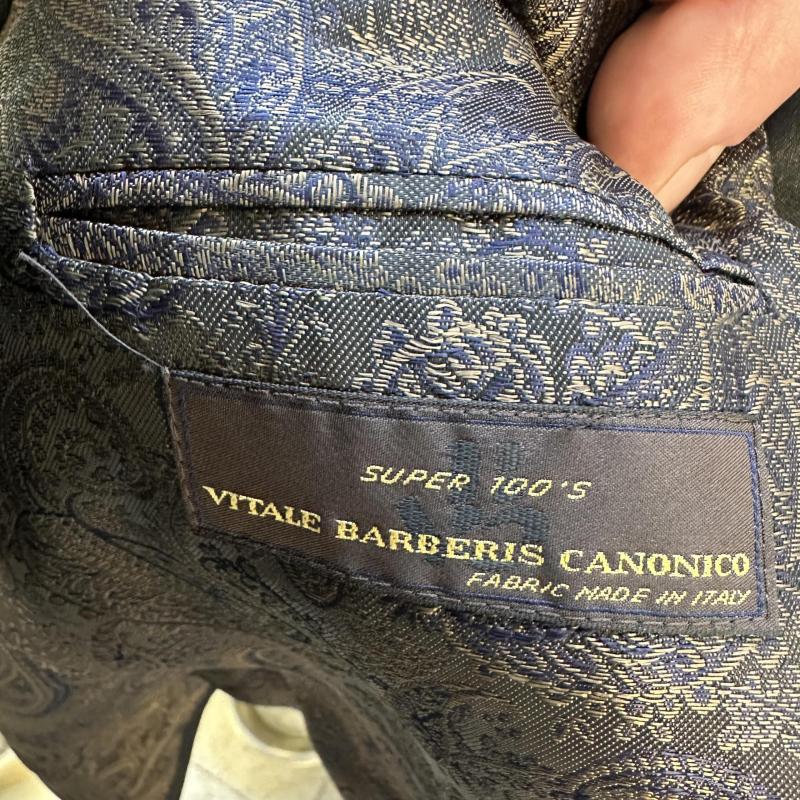 SUPER 100'S
VITALE BARBERIS CANONICO
FABRIC MADE IN ITALY